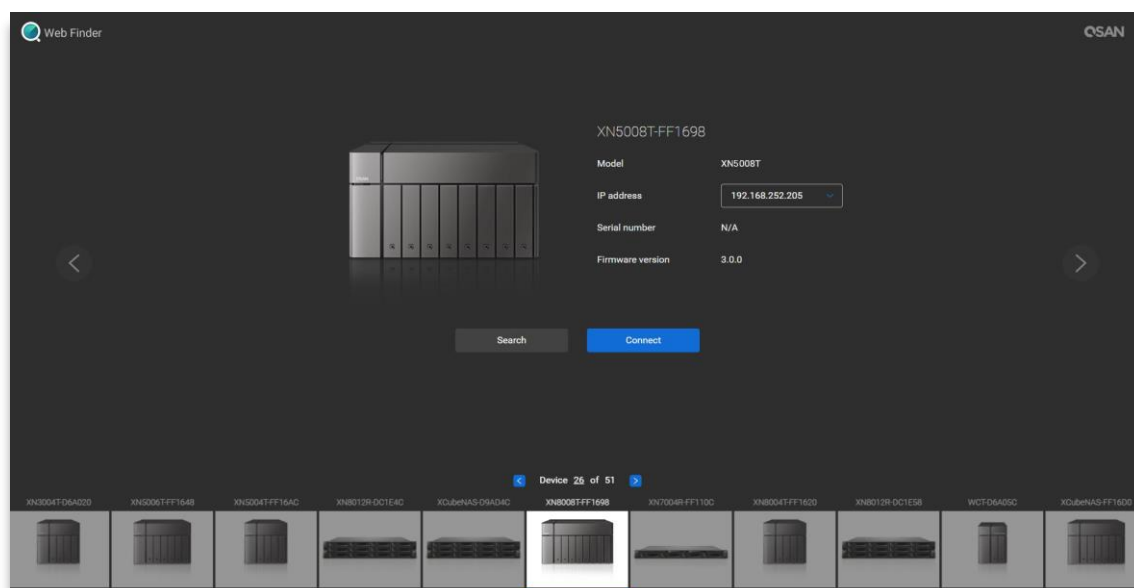 Web Finder
QSAN
XN5008T-FF1698
Model XN5008T
IP address 192.168.252.205
Serial number N/A
Firmware version 3.0.0
Search Connect
Device 26 of 51
XN3004T-D6A020 XN5006T-FF1648 XN5004T-FF16AC XN8012R-DC1E4C XCubeNAS-D9AD4C XN8008T-FF1698 XN7004R-FF110C XN8004T-FF1620 XN8012R-DC1E58 WCT-D6A05C XCubeNAS-FF16D0